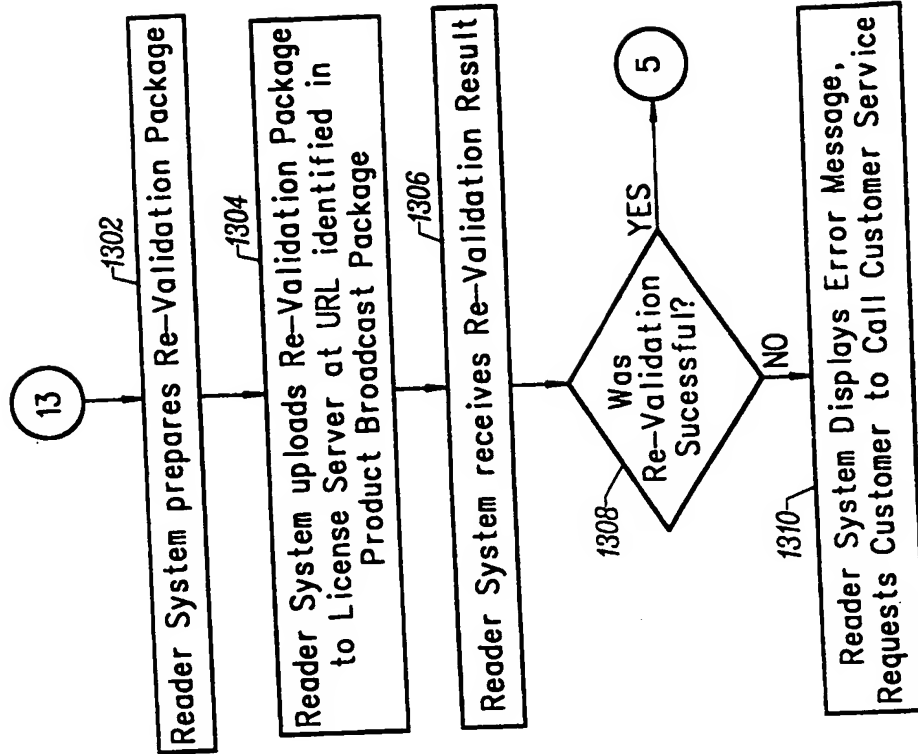 13
1302
Reader System prepares Re-Validation Package
1304
Reader System uploads Re-Validation Package
to License Server at URL identified in
Product Broadcast Package
1306
Reader System receives Re-Validation Result
1308
Was
Re-Validation
Sucessful?
YES
5
NO
1310
Reader System Displays Error Message,
Requests Customer to Call Customer Service